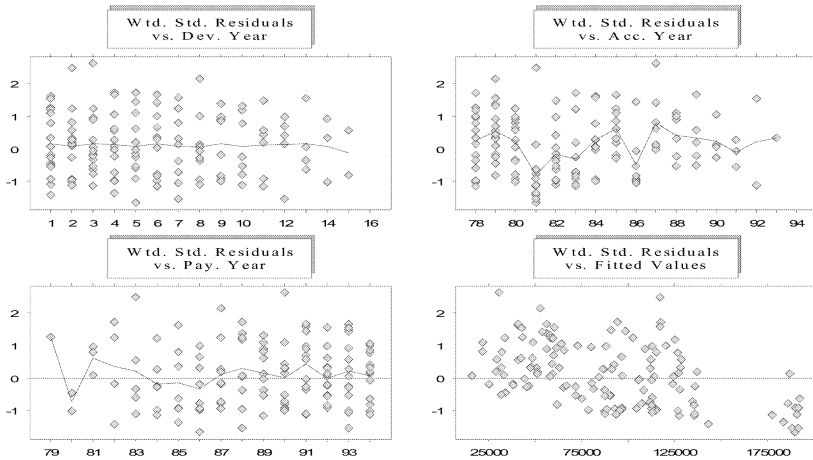 Wtd. Std. Residuals
vs. Dev. Year
2
1
0
-1
1 2 3 4 5 6 7 8 9 10 12 14 16
Wtd. Std. Residuals
vs. Acc. Year
2
1
0
-1
78 80 82 84 86 88 90 92 94
Wtd. Std. Residuals
vs. Pay. Year
2
1
0
-1
79 81 83 85 87 89 91 93
Wtd. Std. Residuals
vs. Fitted Values
2
1
0
-1
25000 75000 125000 175000